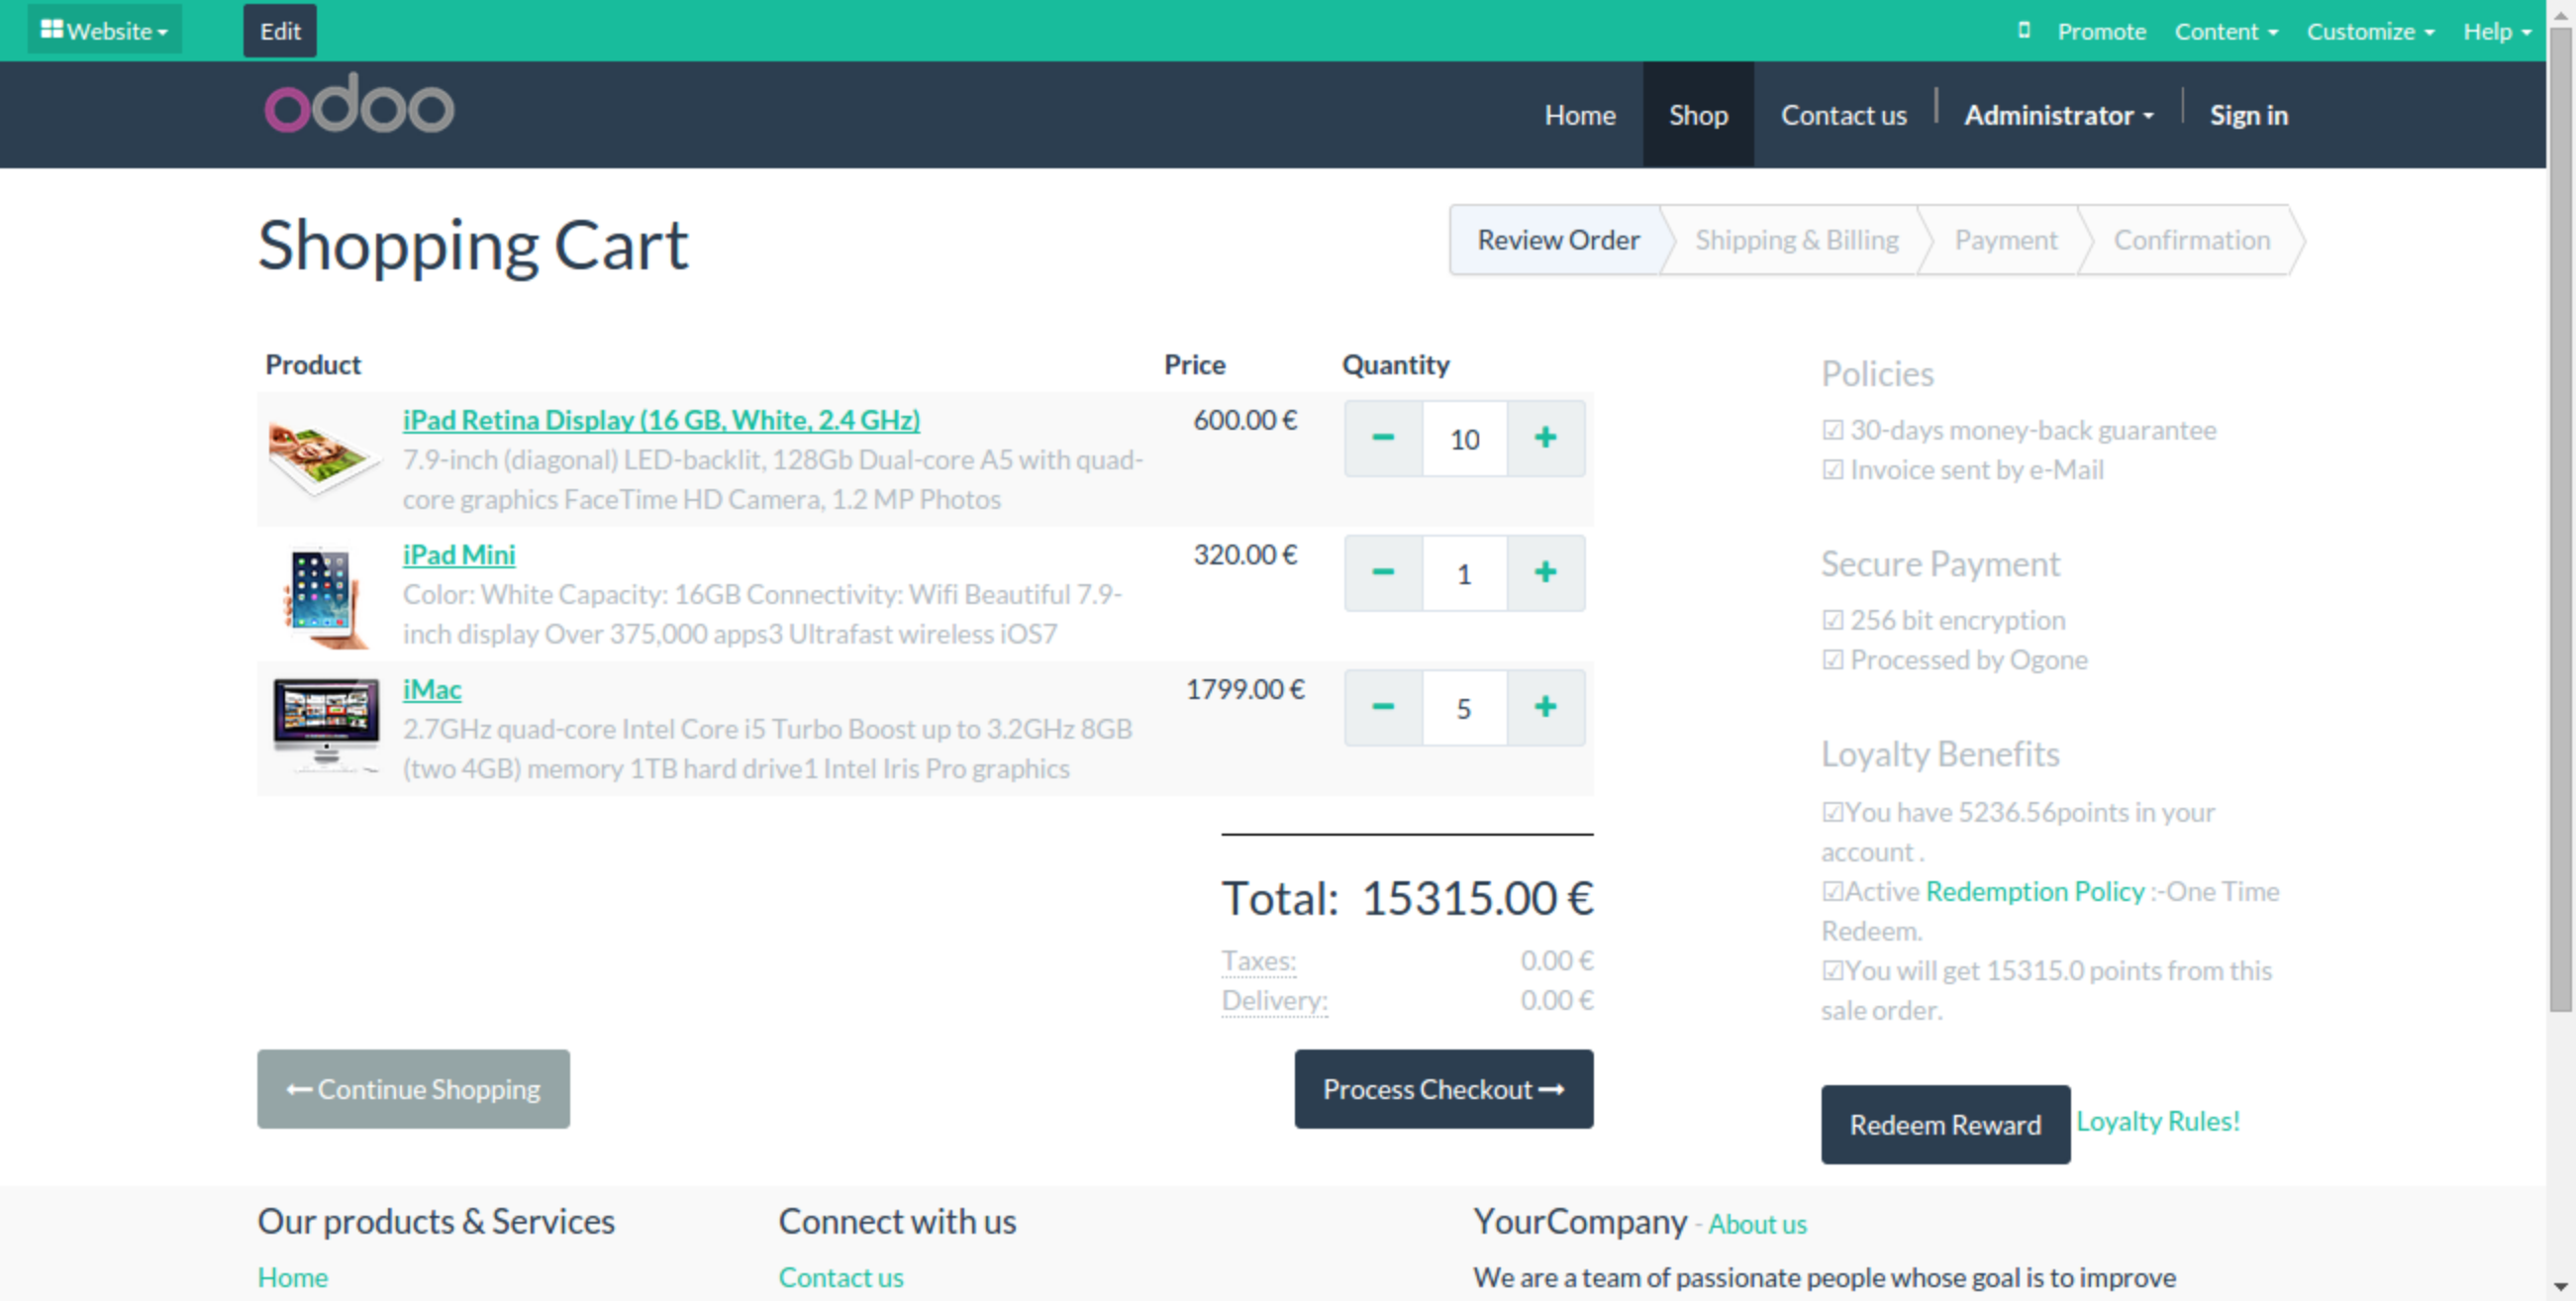 Website
Edit
Promote
Content
Customize
Help
odoo
Home
Shop
Contact us
Administrator
Sign in
Shopping Cart
Review Order
Shipping & Billing
Payment
Confirmation
Product
Price
Quantity
iPad Retina Display (16 GB, White, 2.4 GHz)
600.00 €
10
7.9-inch (diagonal) LED-backlit, 128Gb Dual-core A5 with quad-
core graphics FaceTime HD Camera, 1.2 MP Photos
iPad Mini
320.00 €
1
Color: White Capacity: 16GB Connectivity: Wifi Beautiful 7.9-
inch display Over 375,000 apps3 Ultrafast wireless iOS7
iMac
1799.00 €
5
2.7GHz quad-core Intel Core i5 Turbo Boost up to 3.2GHz 8GB
(two 4GB) memory 1TB hard drive1 Intel Iris Pro graphics
Total: 15315.00 €
Taxes: 0.00 €
Delivery: 0.00 €
Continue Shopping
Process Checkout
Policies
☑ 30-days money-back guarantee
☑ Invoice sent by e-Mail
Secure Payment
☑ 256 bit encryption
☑ Processed by Ogone
Loyalty Benefits
☑You have 5236.56points in your
account .
☑Active Redemption Policy :-One Time
Redeem.
☑You will get 15315.0 points from this
sale order.
Redeem Reward
Loyalty Rules!
Our products & Services
Home
Connect with us
Contact us
YourCompany - About us
We are a team of passionate people whose goal is to improve